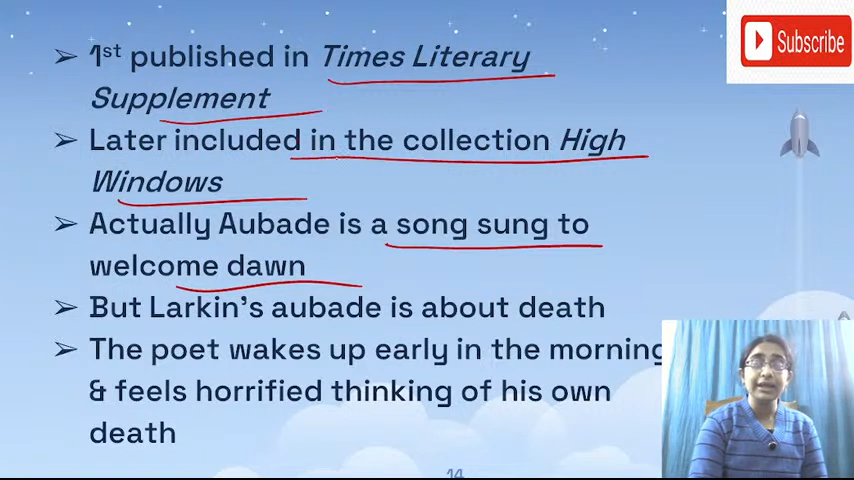 ➢ 1st published in Times Literary
Supplement
➢ Later included in the collection High
Windows
➢ Actually Aubade is a song sung to
welcome dawn
➢ But Larkin's aubade is about death
➢ The poet wakes up early in the morning
& feels horrified thinking of his own
death
14
Subscribe